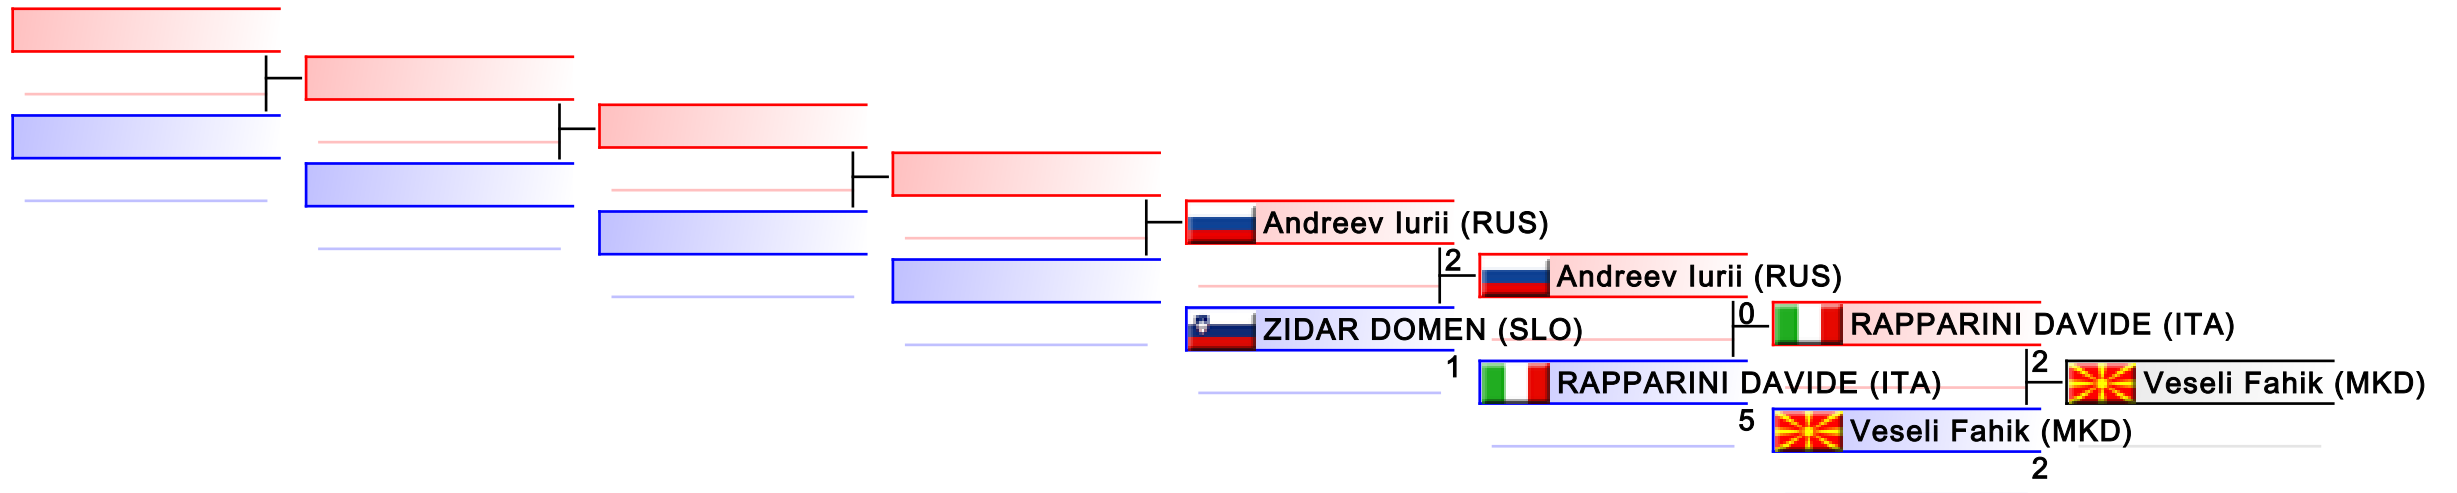 Andreev Iurii (RUS)
2
ZIDAR DOMEN (SLO)
1
Andreev Iurii (RUS)
0
RAPPARINI DAVIDE (ITA)
5
RAPPARINI DAVIDE (ITA)
2
Veseli Fahik (MKD)
2
Veseli Fahik (MKD)